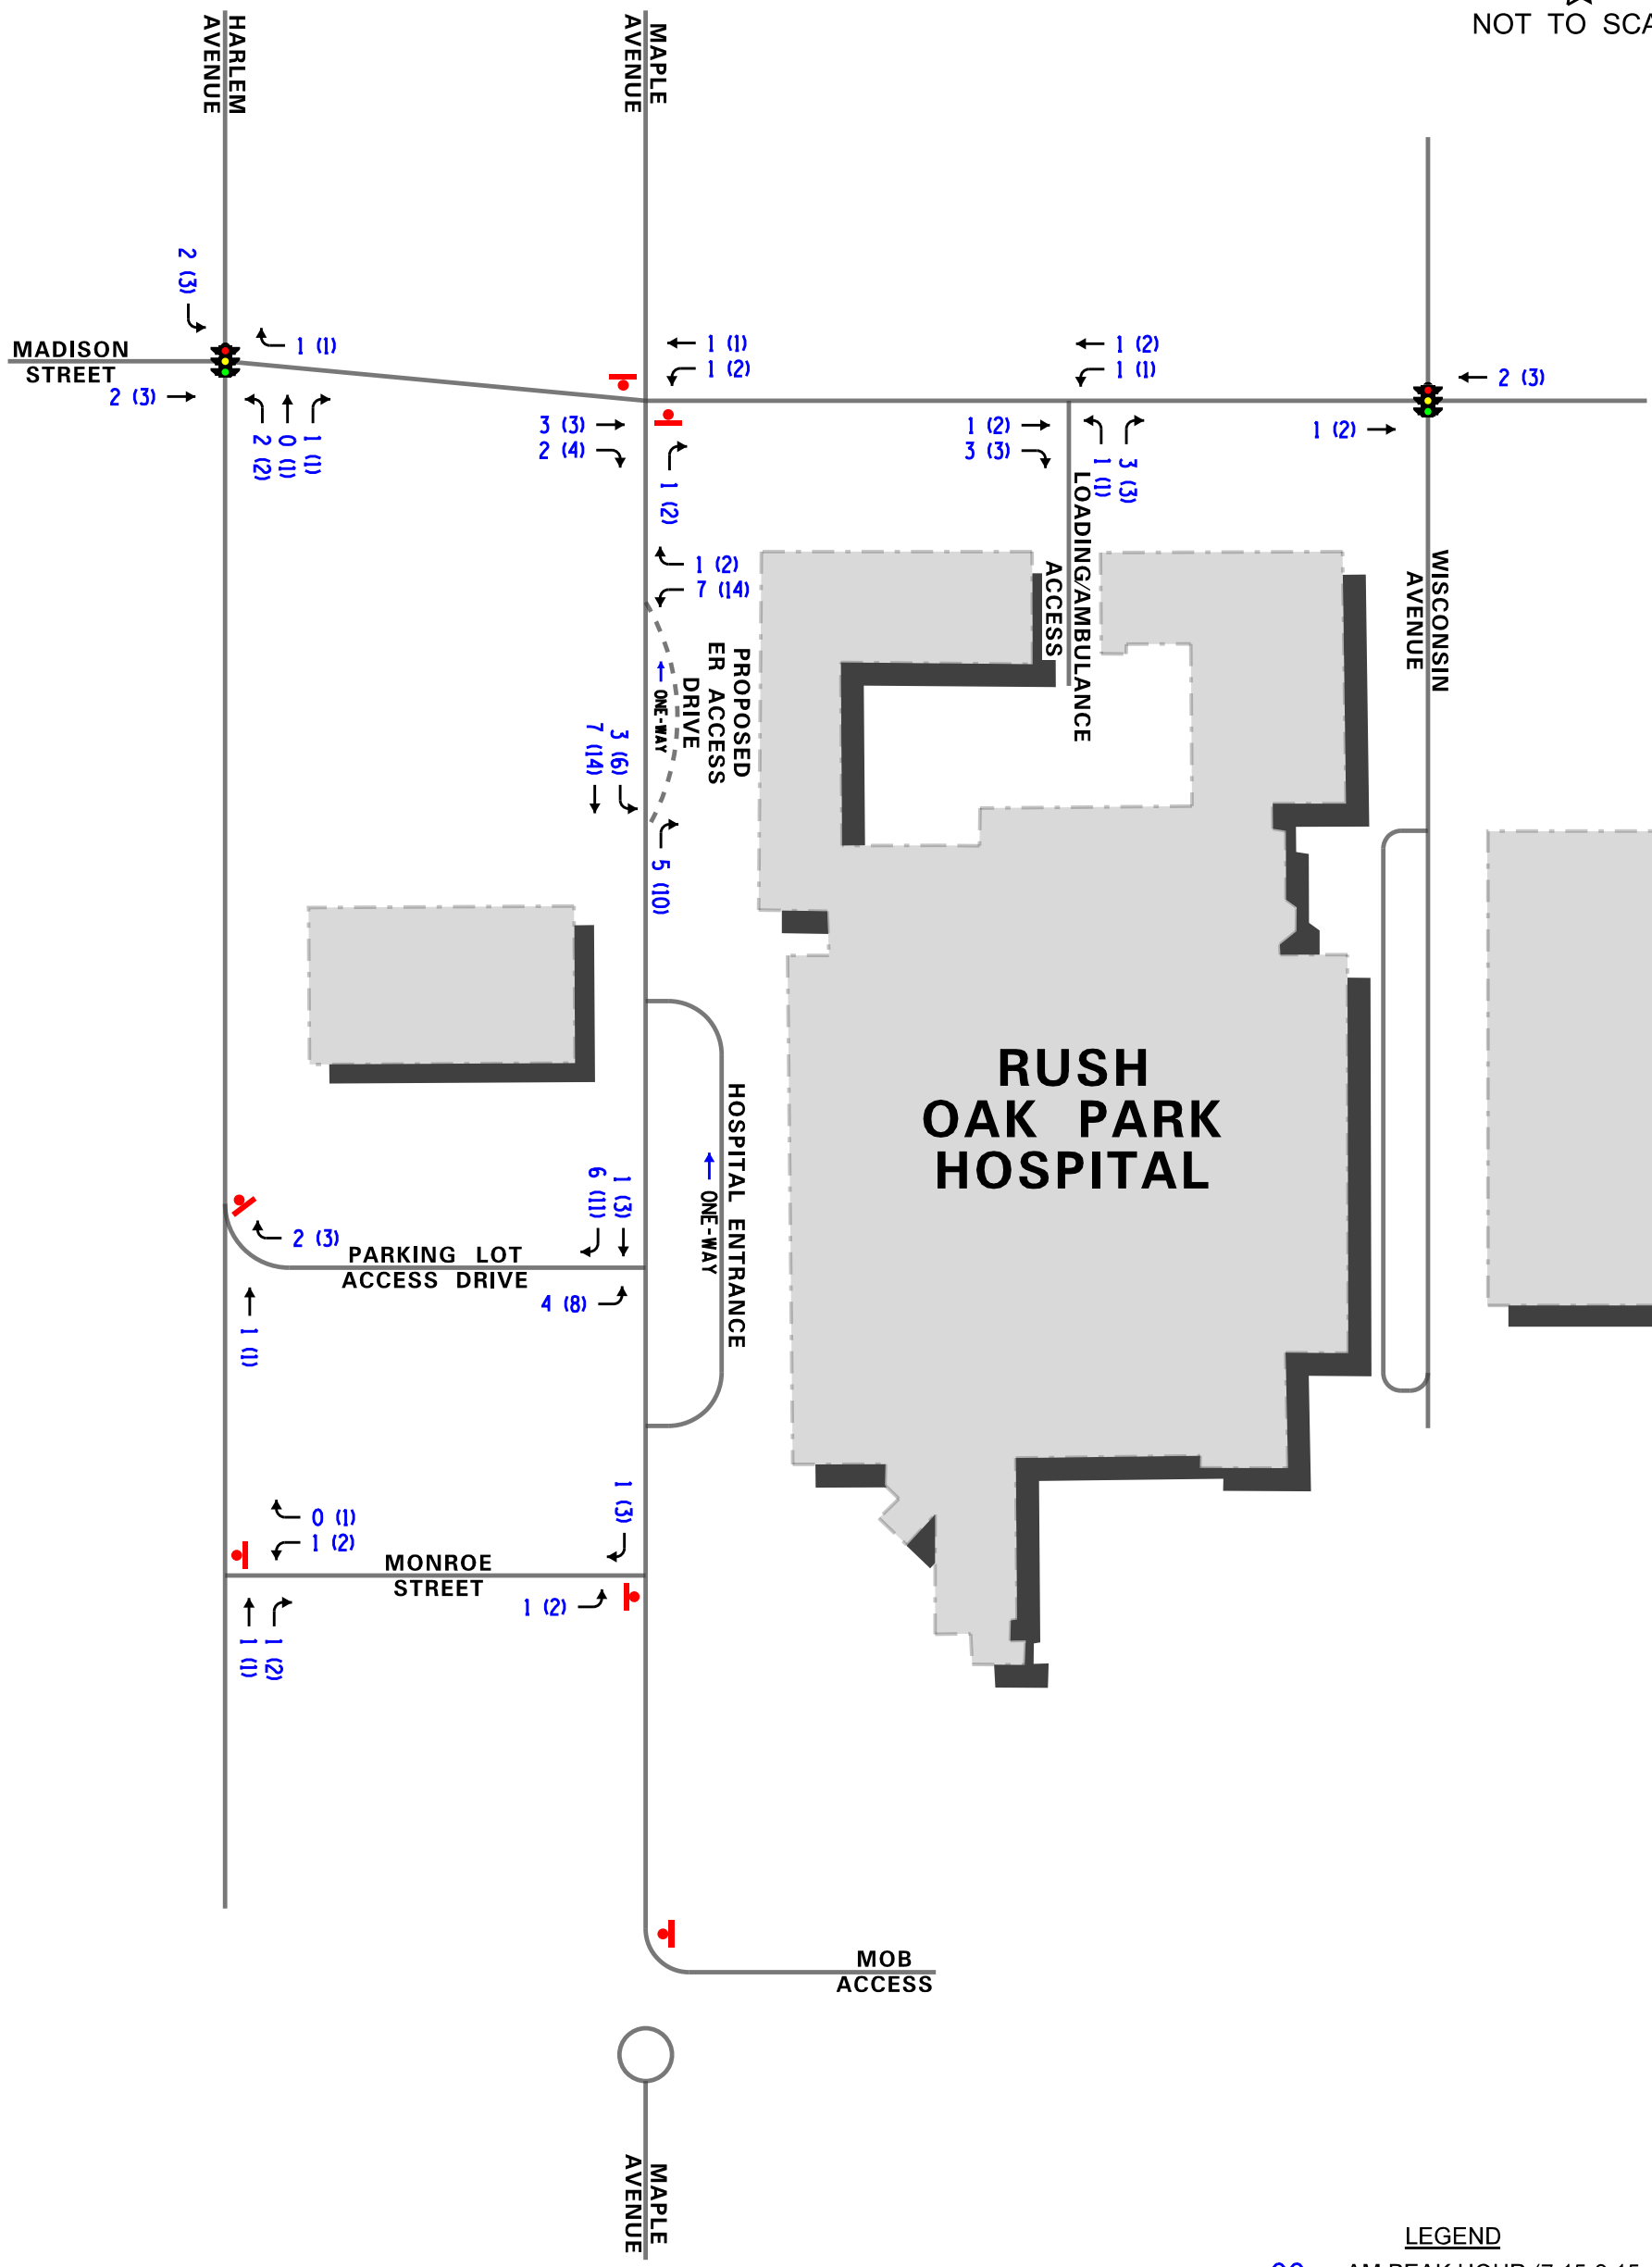 NOT TO SCA
HARLEM
AVENUE
MAPLE
AVENUE
2 (3)
1 (1)
MADISON
STREET
2 (3)
2 (2)
0 (1)
1 (1)
1 (1)
1 (2)
3 (3)
2 (4)
1 (2)
1 (2)
1 (1)
1 (2)
3 (3)
1 (1)
3 (3)
2 (3)
1 (2)
LOADING/AMBULANCE
ACCESS
WISCONSIN
AVENUE
1 (2)
7 (14)
PROPOSED
ER ACCESS
DRIVE
ONE-WAY
3 (6)
7 (14)
5 (10)
RUSH
OAK PARK
HOSPITAL
HOSPITAL ENTRANCE
ONE-WAY
1 (3)
6 (11)
2 (3)
PARKING LOT
ACCESS DRIVE
4 (8)
1 (1)
1 (3)
0 (1)
1 (2)
MONROE
STREET
1 (2)
1 (1)
1 (2)
MOB
ACCESS
MAPLE
AVENUE
LEGEND